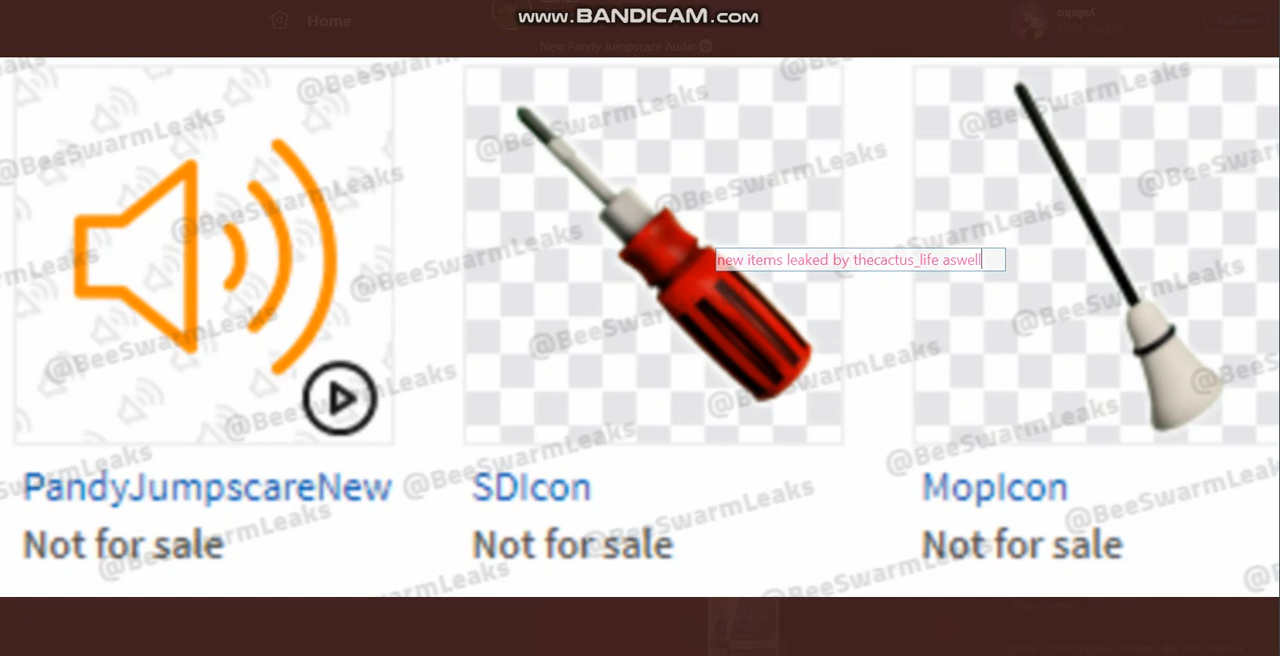 www.BANDICAM.com
Home
New Pandy Jumpscare Audio
@BeeSwarmLeaks
new items leaked by thecactus_life aswell
PandyJumpscareNew
SDIcon
MopIcon
Not for sale
Not for sale
Not for sale